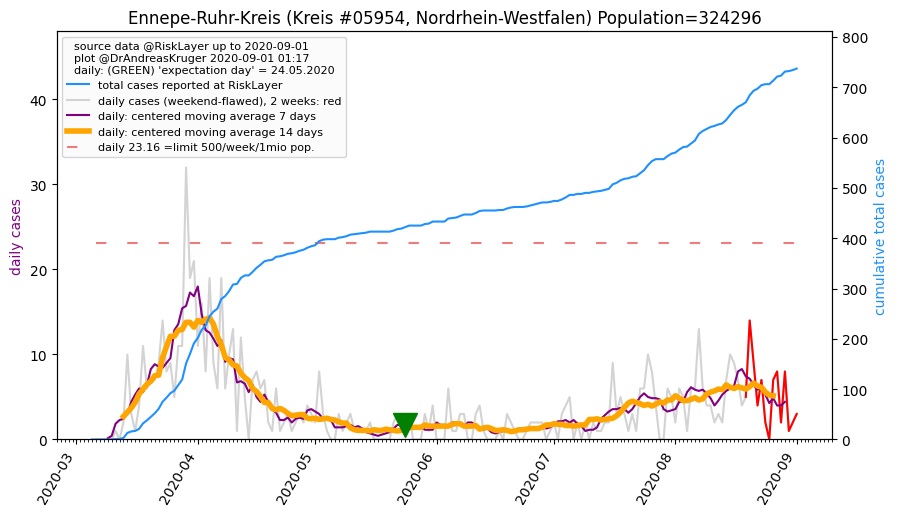 Ennepe-Ruhr-Kreis (Kreis #05954, Nordrhein-Westfalen) Population=324296
source data @RiskLayer up to 2020-09-01
plot @DrAndreasKruger 2020-09-01 01:17
daily: (GREEN) 'expectation day' = 24.05.2020
total cases reported at RiskLayer
daily cases (weekend-flawed), 2 weeks: red
daily: centered moving average 7 days
daily: centered moving average 14 days
daily 23.16 =limit 500/week/1mio pop.
daily cases
40
30
20
10
0
cumulative total cases
800
700
600
500
400
300
200
100
0
2020-03
2020-04
2020-05
2020-06
2020-07
2020-08
2020-09